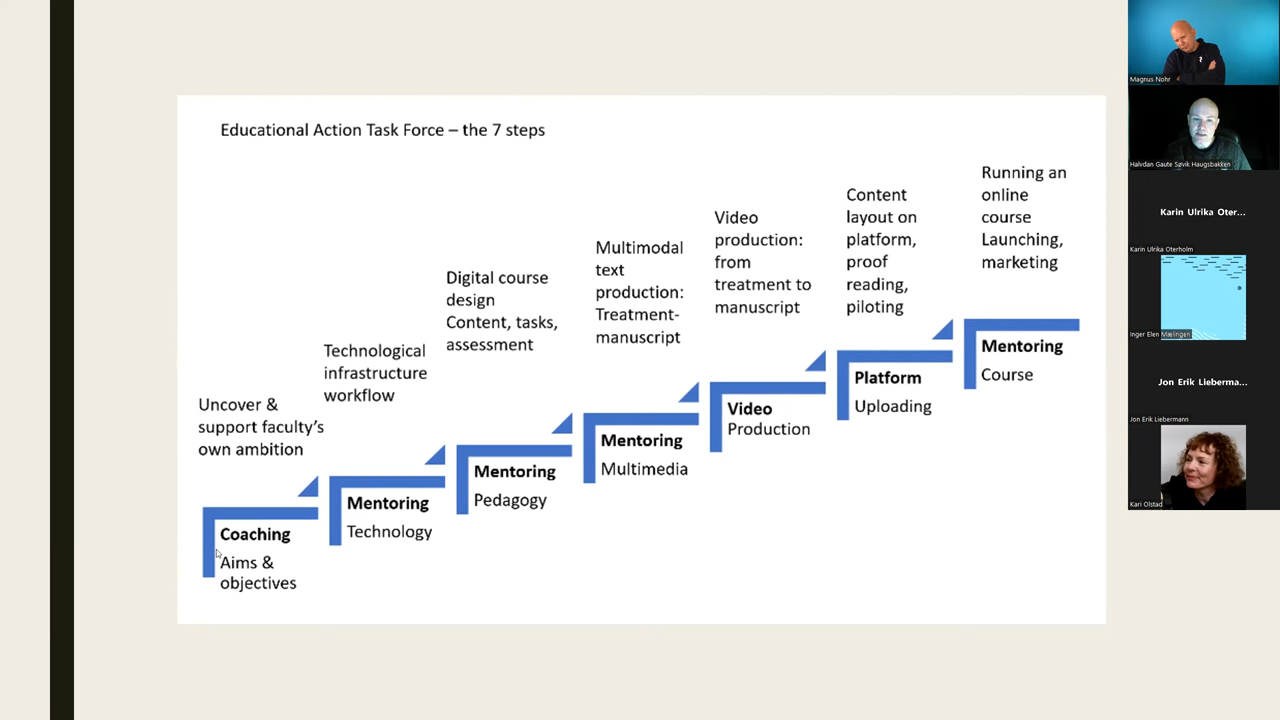 Educational Action Task Force – the 7 steps
Uncover &
support faculty's
own ambition
Coaching
Aims &
objectives
Technological
infrastructure
workflow
Mentoring
Technology
Digital course
design
Content, tasks,
assessment
Mentoring
Pedagogy
Multimodal
text
production:
Treatment-
manuscript
Mentoring
Multimedia
Video
production:
from
treatment to
manuscript
Video
Production
Content
layout on
platform,
proof
reading,
piloting
Platform
Uploading
Running an
online
course
Launching,
marketing
Mentoring
Course
Magnus Nohr
Halvdan Gaute Søvik Haugsbakken
Karin Ulrika Oter...
Karin Ulrika Oterholm
Inger Elen Mælingen
Jon Erik Lieberma...
Jon Erik Liebermann
Kari Olstad